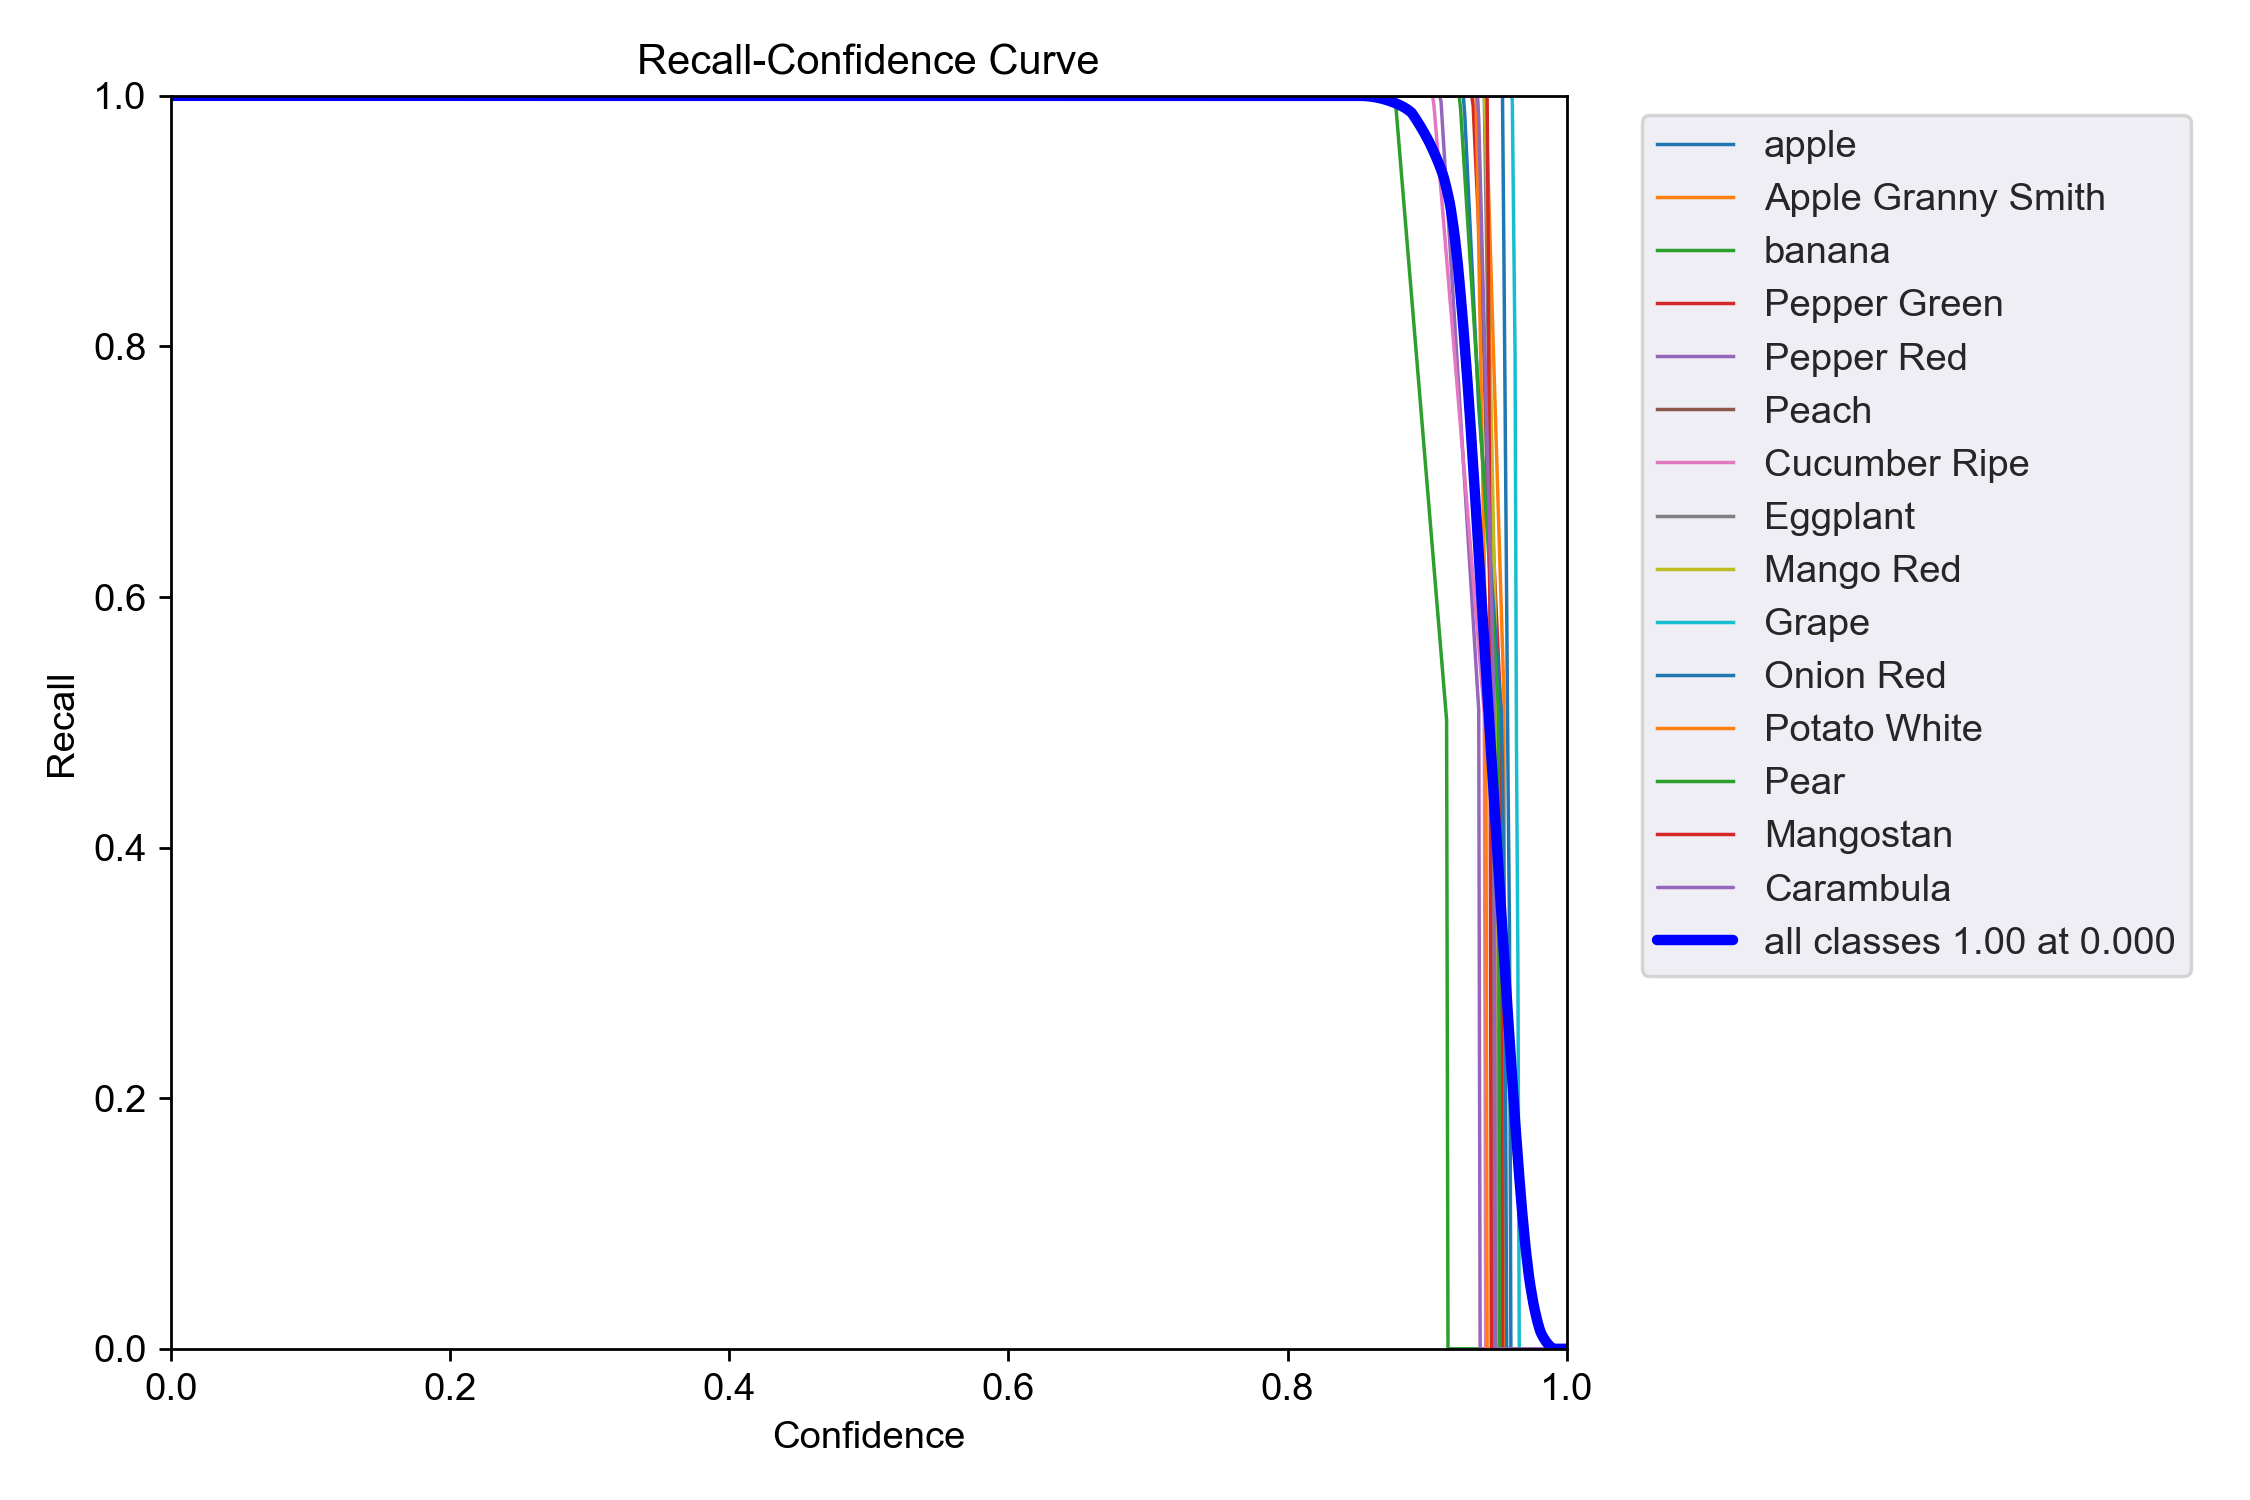 Recall-Confidence Curve
1.0
0.8
0.6
0.4
0.2
0.0
Recall
0.0 0.2 0.4 0.6 0.8 1.0
Confidence
apple
Apple Granny Smith
banana
Pepper Green
Pepper Red
Peach
Cucumber Ripe
Eggplant
Mango Red
Grape
Onion Red
Potato White
Pear
Mangostan
Carambula
all classes 1.00 at 0.000